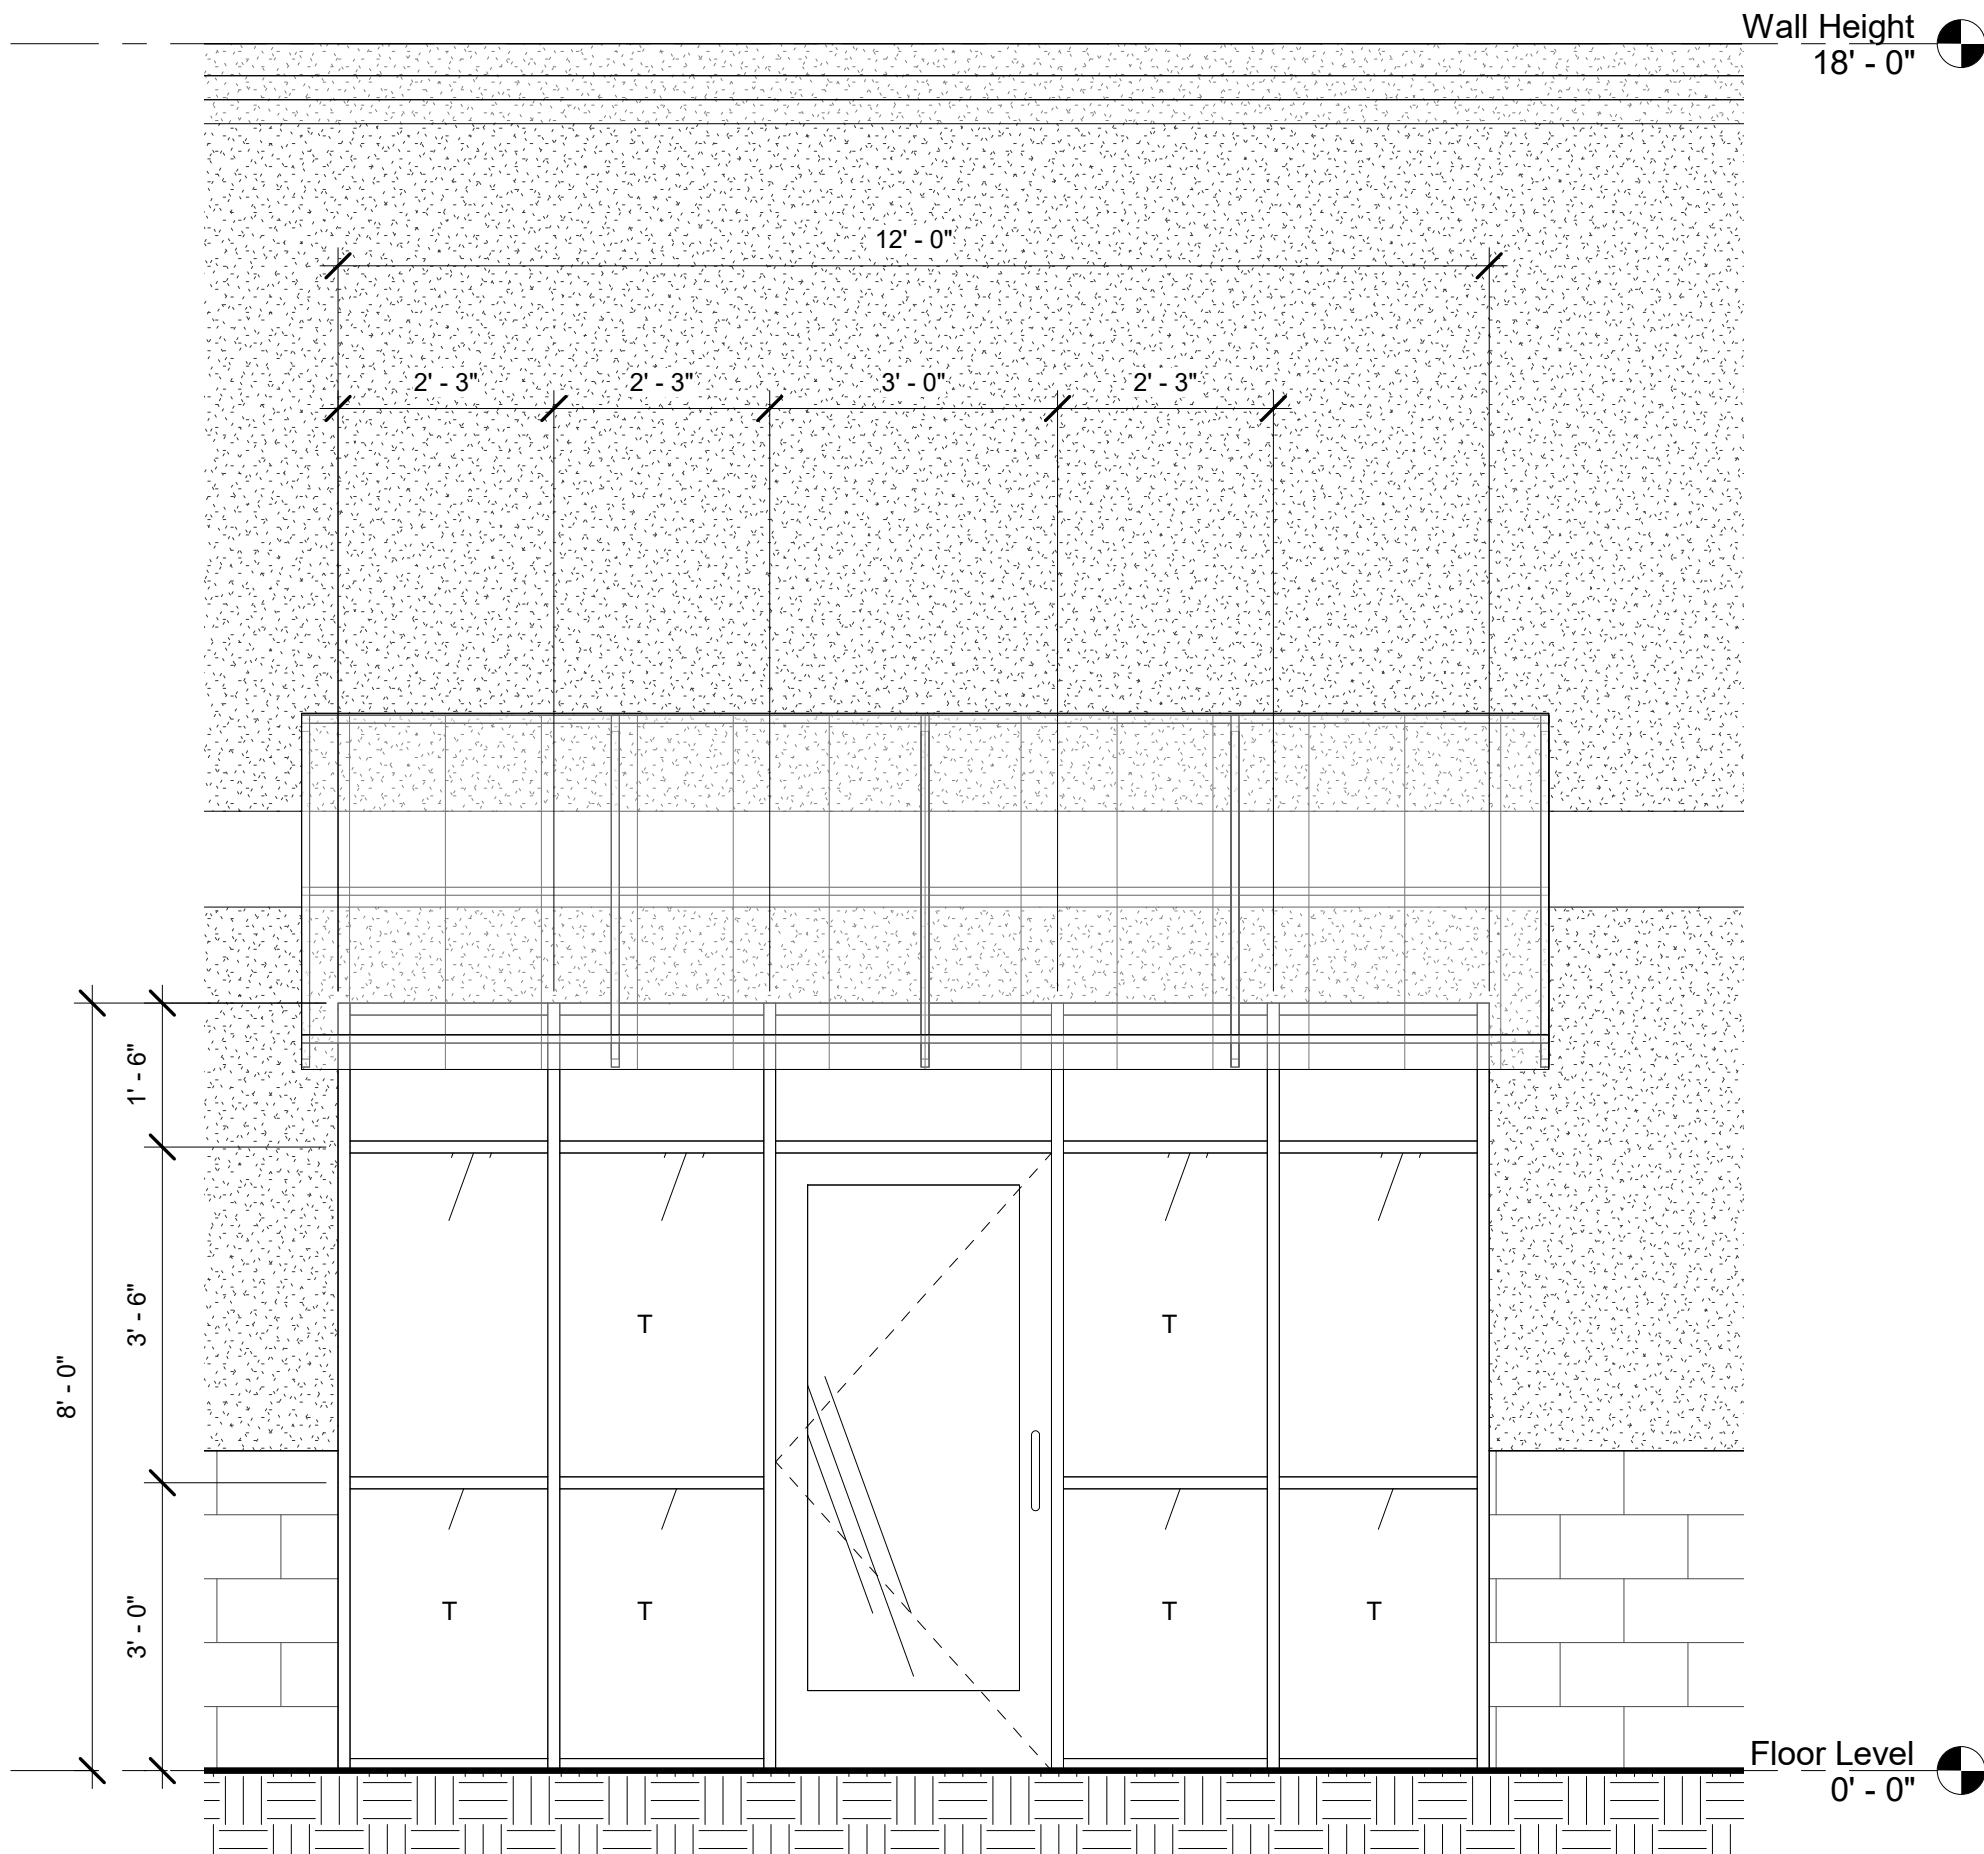 Wall Height
18' - 0"
12' - 0"
2' - 3"
2' - 3"
3' - 0"
2' - 3"
1' - 6"
3' - 6"
8' - 0"
3' - 0"
T
T
T
T
T
T
Floor Level
0' - 0"